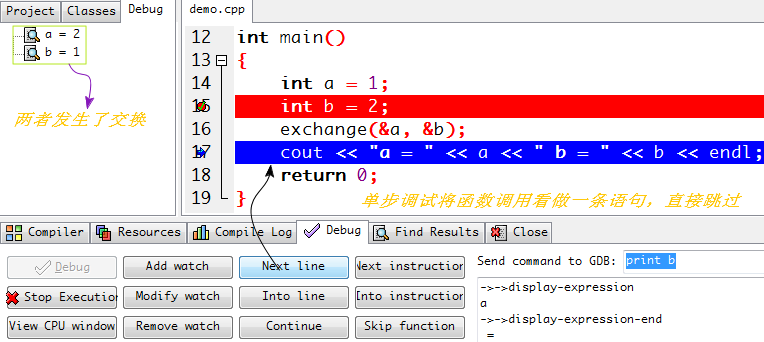 Project Classes Debug
a = 2
b = 1
两者发生了交换
demo.cpp
12 int main()
13 {
14 int a = 1;
15 int b = 2;
16 exchange(&a, &b);
17 cout << "a = " << a << " b = " << b << endl;
18 return 0;
19 }
单步调试将函数调用看做一条语句，直接跳过
Compiler Resources Compile Log Debug Find Results Close
Debug Add watch Next line Next instruction
Stop Execution Modify watch Into line Into instruction
View CPU window Remove watch Continue Skip function
Send command to GDB: print b
->->display-expression
a
->->display-expression-end
=